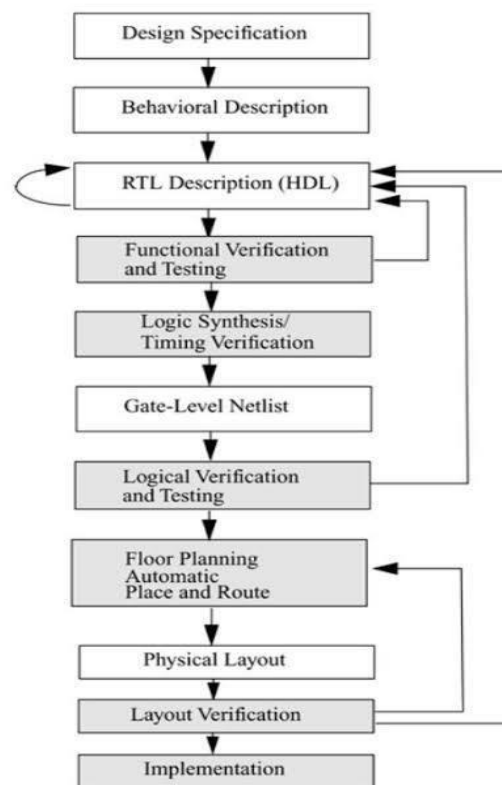 Design Specification
Behavioral Description
RTL Description (HDL)
Functional Verification
and Testing
Logic Synthesis/
Timing Verification
Gate-Level Netlist
Logical Verification
and Testing
Floor Planning
Automatic
Place and Route
Physical Layout
Layout Verification
Implementation